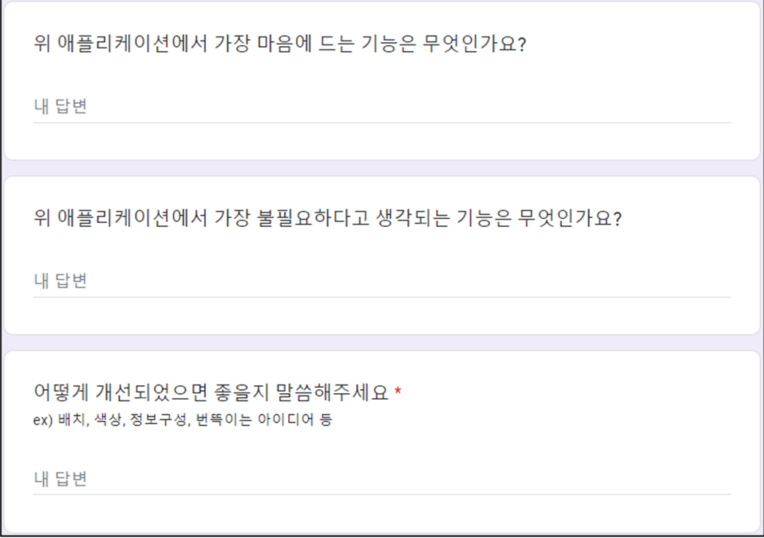 위 애플리케이션에서 가장 마음에 드는 기능은 무엇인가요?
내 답변
위 애플리케이션에서 가장 불필요하다고 생각되는 기능은 무엇인가요?
내 답변
어떻게 개선되었으면 좋을지 말씀해주세요 *
ex) 배치, 색상, 정보구성, 번뜩이는 아이디어 등
내 답변